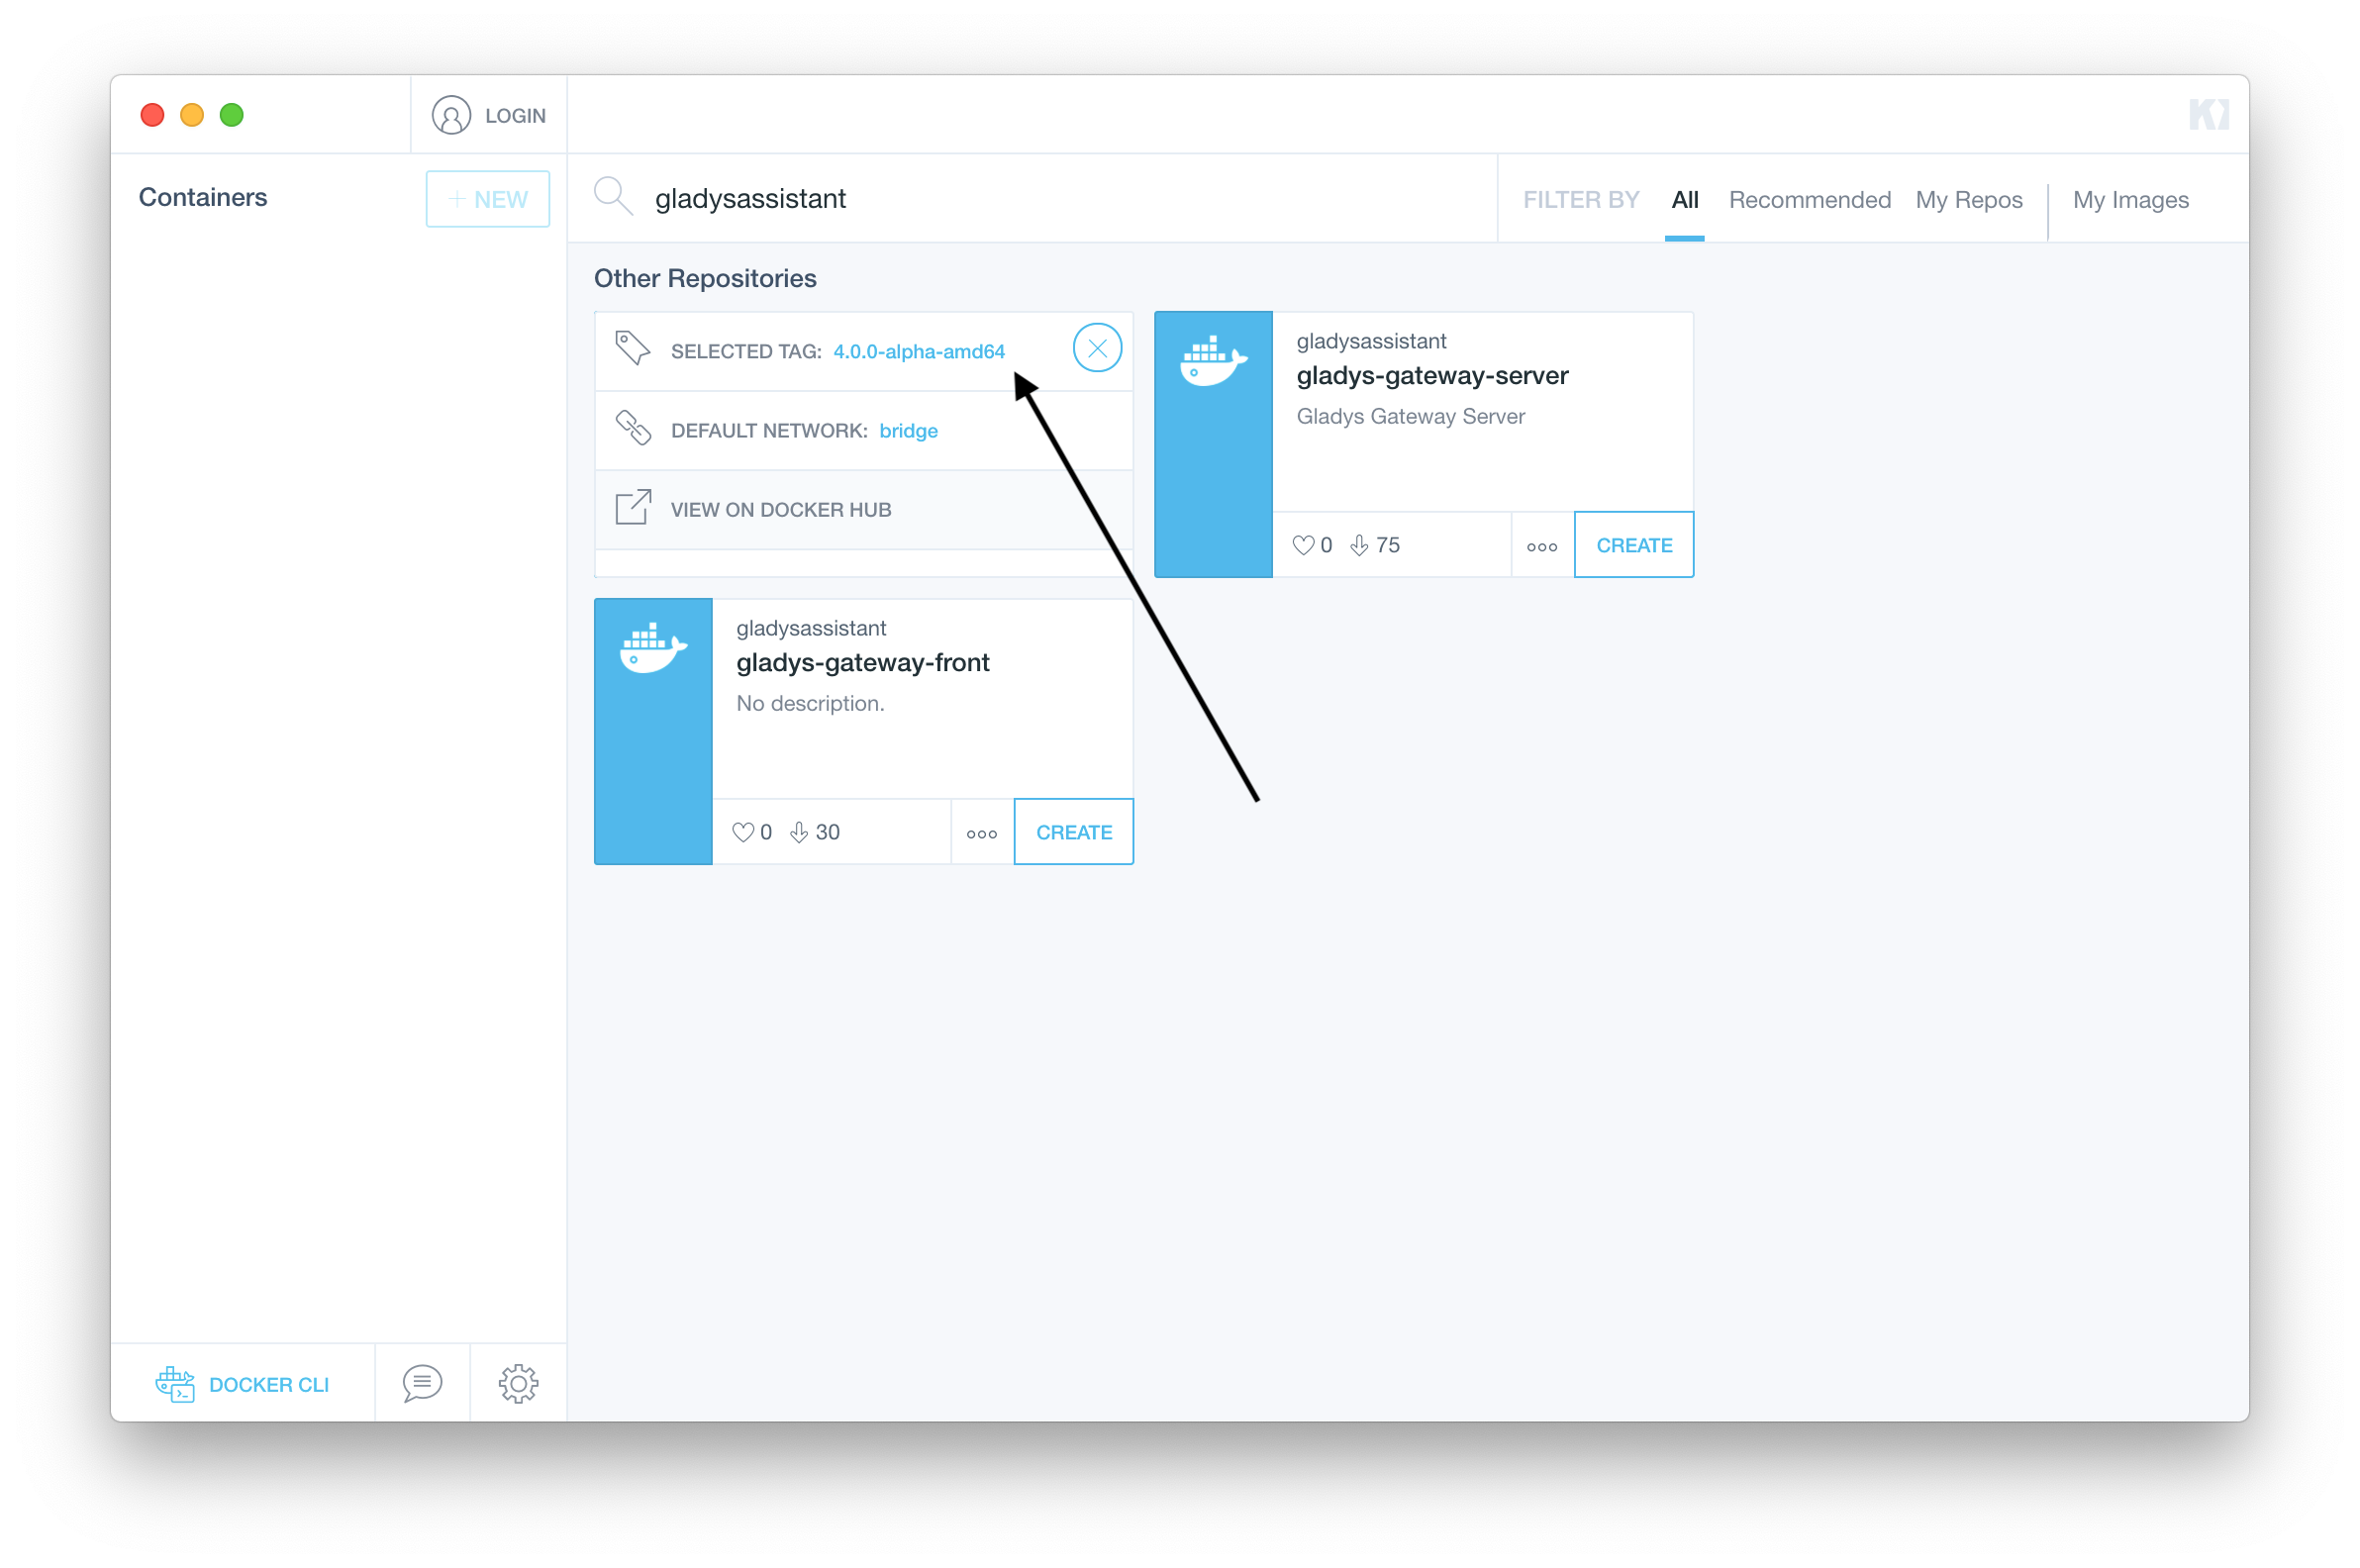 LOGIN
Containers
+ NEW
gladysassistant
FILTER BY All Recommended My Repos My Images
Other Repositories
SELECTED TAG: 4.0.0-alpha-amd64
DEFAULT NETWORK: bridge
VIEW ON DOCKER HUB
gladysassistant
gladys-gateway-server
Gladys Gateway Server
0 75
CREATE
gladysassistant
gladys-gateway-front
No description.
0 30
CREATE
DOCKER CLI